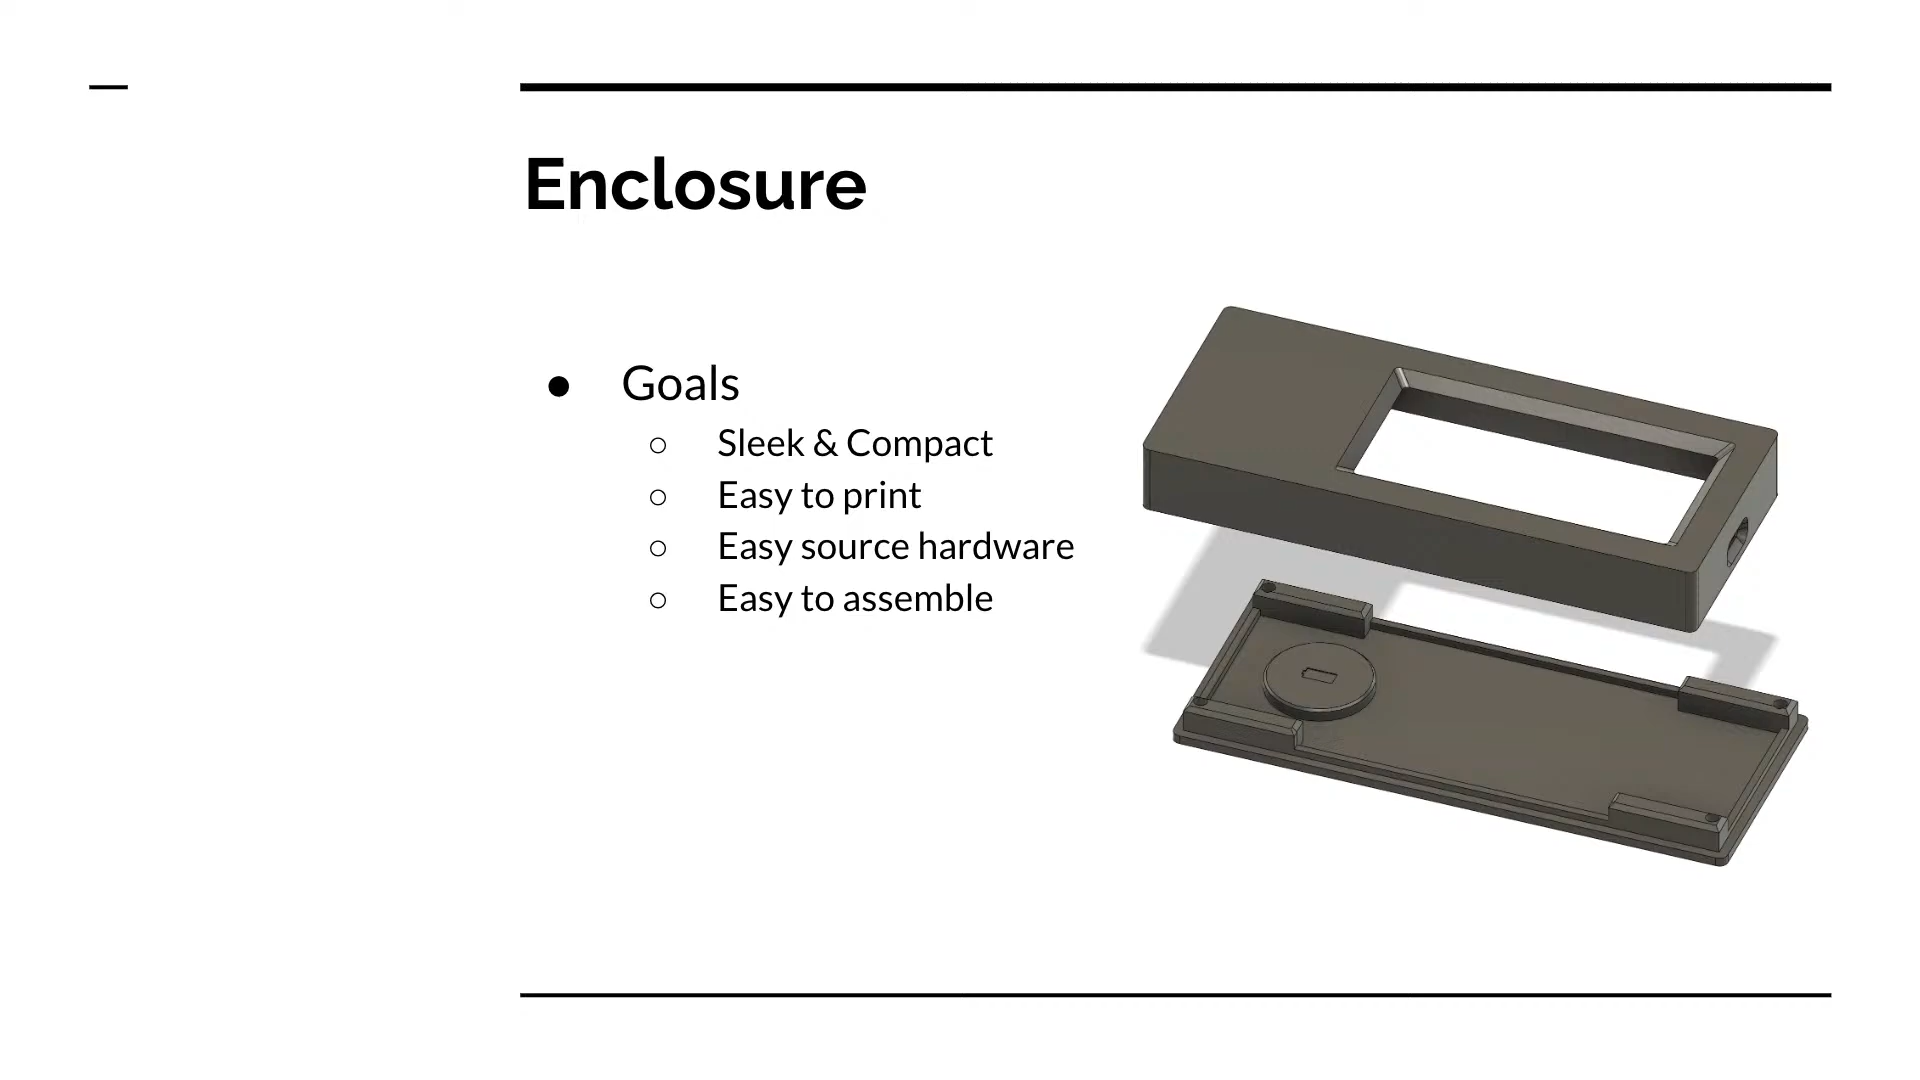 Enclosure
● Goals
○ Sleek & Compact
○ Easy to print
○ Easy source hardware
○ Easy to assemble